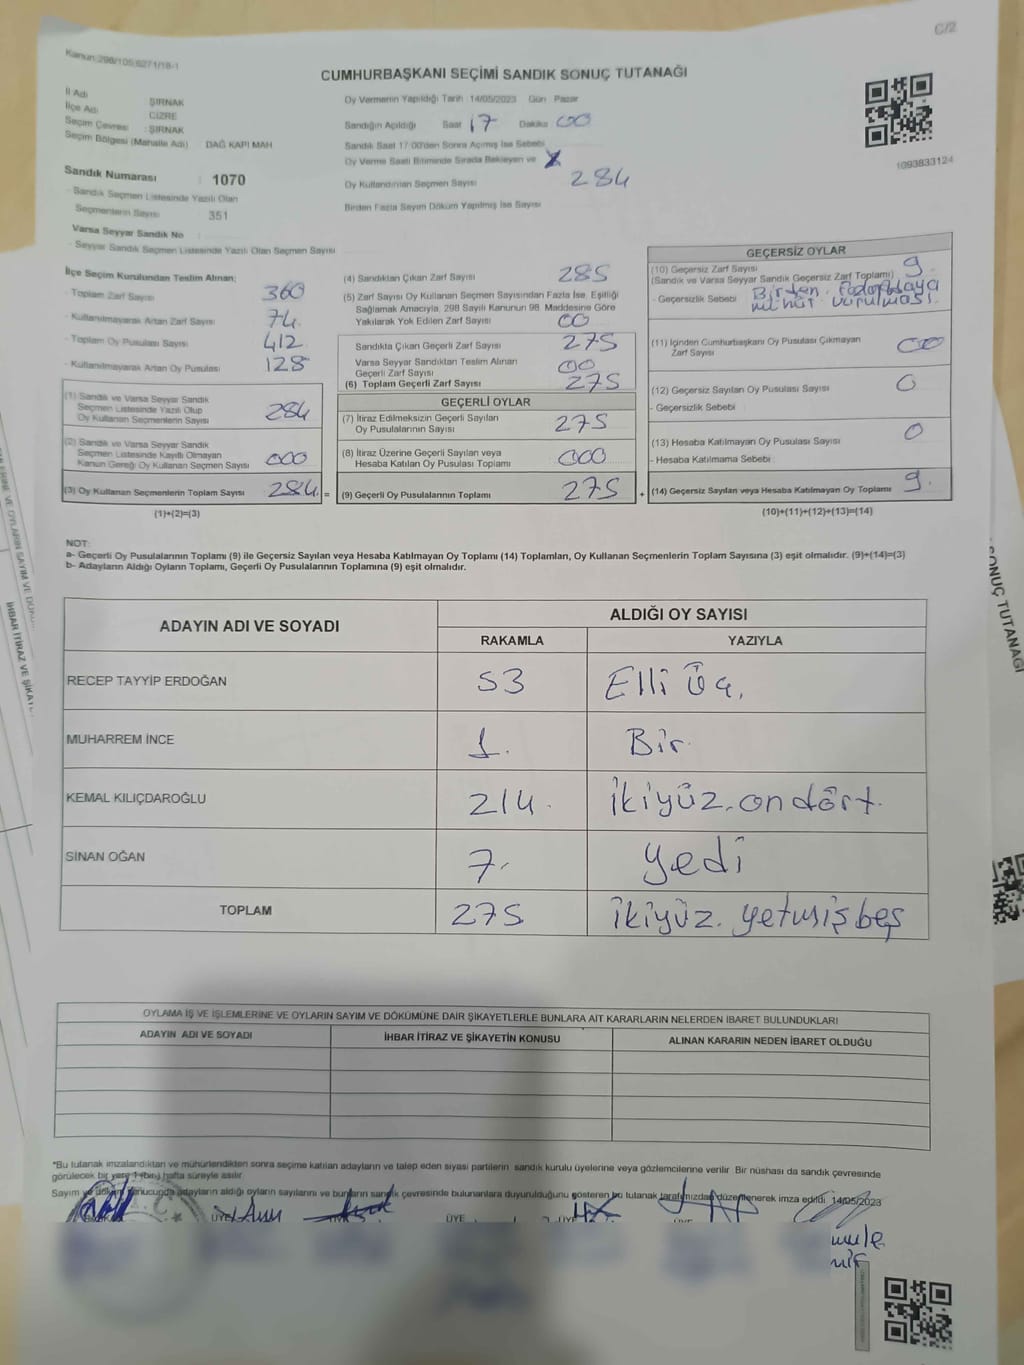 C/2
Kanun:298/105;6271/18-1
CUMHURBAŞKANI SEÇİMİ SANDIK SONUÇ TUTANAĞI
İl Adı ŞIRNAK
İlçe Adı CİZRE
Seçim Çevresi : ŞIRNAK
Seçim Bölgesi (Mahalle Adı) : DAĞ KAPI MAH
Sandık Numarası : 1070
- Sandık Seçmen Listesinde Yazılı Olan
Seçmenlerin Sayısı 351
Varsa Seyyar Sandık No
- Seyyar Sandık Seçmen Listesinde Yazılı Olan Seçmen Sayısı
Oy Vermenin Yapıldığı Tarih 14/05/2023 Gün Pazar
Sandığın Açıldığı Saat 17 Dakika 00
Sandık Saat 17:00'den Sonra Açılmış İse Sebebi
Oy Verme Saati Bitiminde Sırada Bekleyen ve X
Oy Kullandırılan Seçmen Sayısı 284
Birden Fazla Sayım Döküm Yapılmış İse Sayısı
1093833124
İlçe Seçim Kurulundan Teslim Alınan;
- Toplam Zarf Sayısı 360
- Kullanılmayarak Artan Zarf Sayısı 74
- Toplam Oy Pusulası Sayısı 412
- Kullanılmayarak Artan Oy Pusulası 128
(1) Sandık ve Varsa Seyyar Sandık
Seçmen Listesinde Yazılı Olup
Oy Kullanan Seçmenlerin Sayısı 284
(2) Sandık ve Varsa Seyyar Sandık
Seçmen Listesinde Kayıtlı Olmayan
Kanun Gereği Oy Kullanan Seçmen Sayısı 000
(3) Oy Kullanan Seçmenlerin Toplam Sayısı 284. =
(1)+(2)=(3)
(4) Sandıktan Çıkan Zarf Sayısı 285
(5) Zarf Sayısı Oy Kullanan Seçmen Sayısından Fazla İse, Eşitliği
Sağlamak Amacıyla, 298 Sayılı Kanunun 98. Maddesine Göre
Yakılarak Yok Edilen Zarf Sayısı 00
Sandıkta Çıkan Geçerli Zarf Sayısı 275
Varsa Seyyar Sandıktan Teslim Alınan
Geçerli Zarf Sayısı 00
(6) Toplam Geçerli Zarf Sayısı 275
GEÇERLİ OYLAR
(7) İtiraz Edilmeksizin Geçerli Sayılan
Oy Pusulalarının Sayısı 275
(8) İtiraz Üzerine Geçerli Sayılan veya
Hesaba Katılan Oy Pusulası Toplamı 000
(9) Geçerli Oy Pusulalarının Toplamı 275 +
GEÇERSİZ OYLAR
(10) Geçersiz Zarf Sayısı 9.
(Sandık ve Varsa Seyyar Sandık Geçersiz Zarf Toplamı)
- Geçersizlik Sebebi Birden. Fazla
mühür vurulması.
(11) İçinden Cumhurbaşkanı Oy Pusulası Çıkmayan
Zarf Sayısı 00
(12) Geçersiz Sayılan Oy Pusulası Sayısı 0
- Geçersizlik Sebebi
(13) Hesaba Katılmayan Oy Pusulası Sayısı 0
- Hesaba Katılmama Sebebi
(14) Geçersiz Sayılan veya Hesaba Katılmayan Oy Toplamı 9.
(10)+(11)+(12)+(13)=(14)
NOT:
a- Geçerli Oy Pusulalarının Toplamı (9) ile Geçersiz Sayılan veya Hesaba Katılmayan Oy Toplamı (14) Toplamları, Oy Kullanan Seçmenlerin Toplam Sayısına (3) eşit olmalıdır. (9)+(14)=(3)
b- Adayların Aldığı Oyların Toplamı, Geçerli Oy Pusulalarının Toplamına (9) eşit olmalıdır.
ADAYIN ADI VE SOYADI ALDIĞI OY SAYISI
RAKAMLA YAZIYLA
RECEP TAYYİP ERDOĞAN 53 Elli Üç.
MUHARREM İNCE 1. Bir.
KEMAL KILIÇDAROĞLU 214. İkiyüz.on dört.
SİNAN OĞAN 7. yedi
TOPLAM 275 İkiyüz. yetmişbeş
OYLAMA İŞ VE İŞLEMLERİNE VE OYLARIN SAYIM VE DÖKÜMÜNE DAİR ŞİKAYETLERLE BUNLARA AİT KARARLARIN NELERDEN İBARET BULUNDUKLARI
ADAYIN ADI VE SOYADI İHBAR İTİRAZ VE ŞİKAYETİN KONUSU ALINAN KARARIN NEDEN İBARET OLDUĞU
*Bu tutanak imzalandıktan ve mühürlendikten sonra seçime katılan adayların ve talep eden siyasi partilerin sandık kurulu üyelerine veya gözlemcilerine verilir. Bir nüshası da sandık çevresinde
görülecek bir yere 1 (bir) hafta süreyle asılır.
Sayım ve döküm sonucunda adayların aldığı oyların sayılarını ve bunların sandık çevresinde bulunanlara duyurulduğunu gösteren bu tutanak tarafımızdan düzenlenerek imza edildi. 14/05/2023
ÜYE ÜYE
SONUÇ TUTANAĞI
İHBAR İTİRAZ VE ŞİKAY